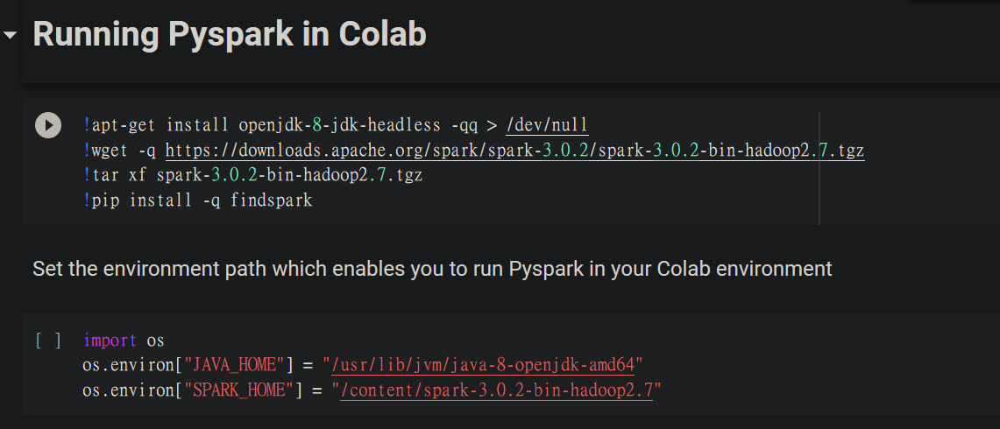 Running Pyspark in Colab
!apt-get install openjdk-8-jdk-headless -qq > /dev/null
!wget -q https://downloads.apache.org/spark/spark-3.0.2/spark-3.0.2-bin-hadoop2.7.tgz
!tar xf spark-3.0.2-bin-hadoop2.7.tgz
!pip install -q findspark
Set the environment path which enables you to run Pyspark in your Colab environment
[ ] import os
os.environ["JAVA_HOME"] = "/usr/lib/jvm/java-8-openjdk-amd64"
os.environ["SPARK_HOME"] = "/content/spark-3.0.2-bin-hadoop2.7"